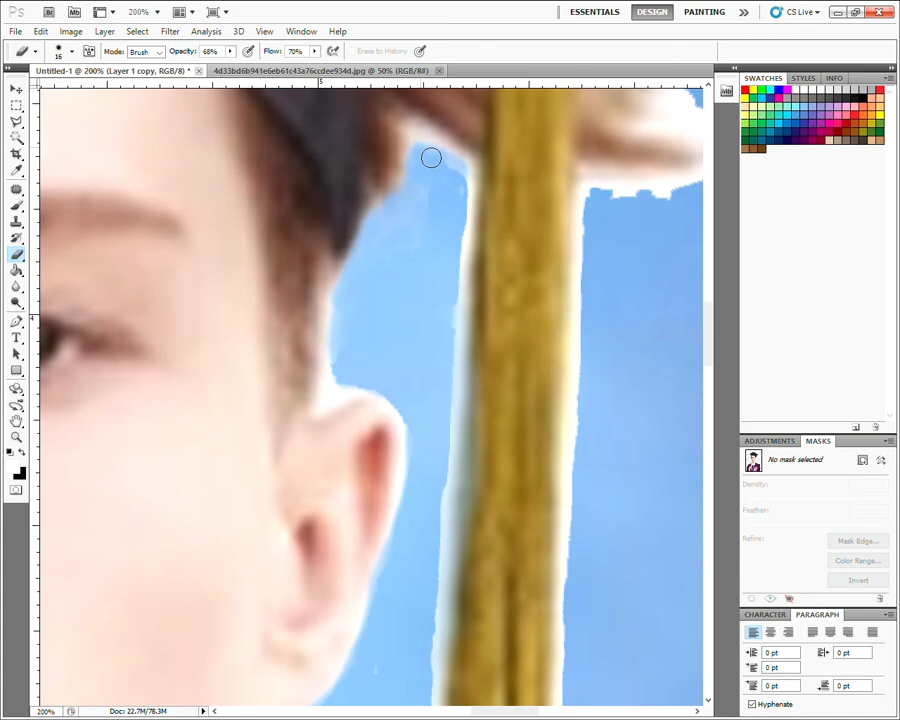 Ps Br Mb 200% ESSENTIALS DESIGN PAINTING CS Live
File Edit Image Layer Select Filter Analysis 3D View Window Help
16 Mode: Brush Opacity: 68% Flow: 70% Erase to History
Untitled-1 @ 200% (Layer 1 copy, RGB/8) * 4d33bd6b941e6eb61c43a76ccdee934d.jpg @ 50% (RGB/8#)
5
4
SWATCHES STYLES INFO
Mb
ADJUSTMENTS MASKS
No mask selected
Density:
Feather:
Refine: Mask Edge...
Color Range...
Invert
CHARACTER PARAGRAPH
0 pt 0 pt
0 pt
0 pt 0 pt
Hyphenate
200% Doc: 22.7M/78.3M